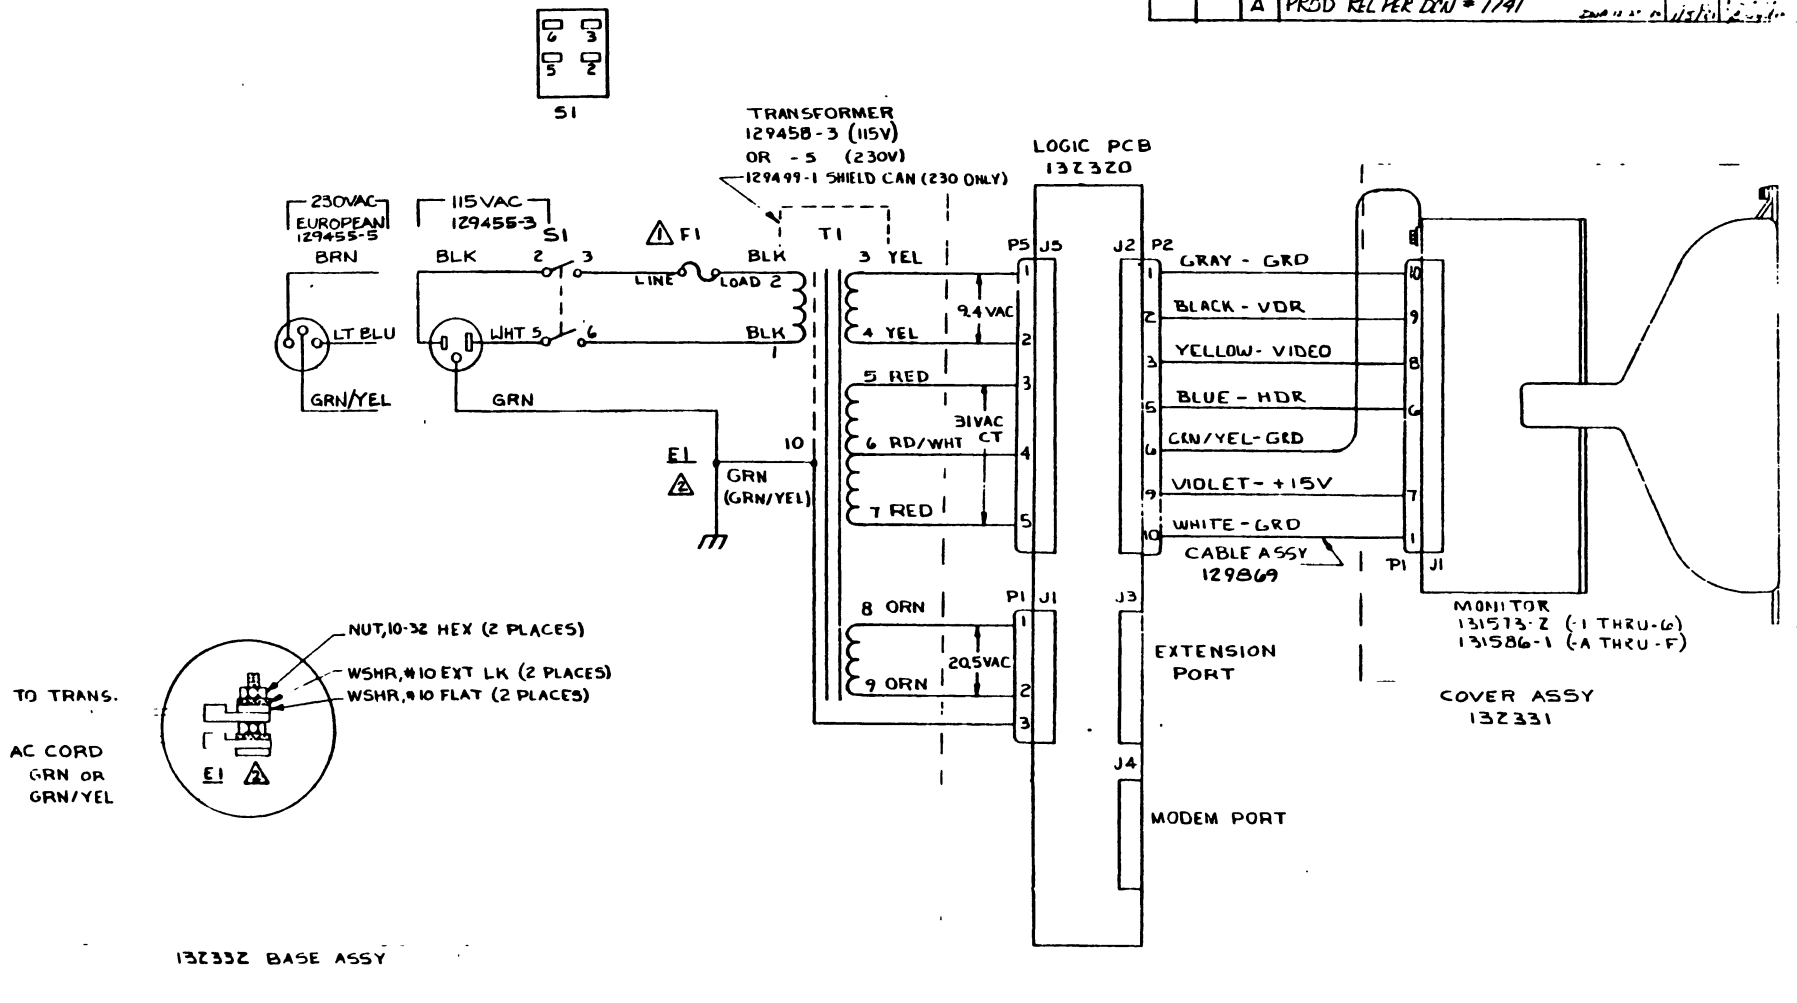 A PROD REL PER DCN # 1741
6 3
5 2
S1
TRANSFORMER
129458-3 (115V)
OR -5 (230V)
129499-1 SHIELD CAN (230 ONLY)
LOGIC PCB
132320
230VAC
EUROPEAN
129455-5
BRN
LT BLU
GRN/YEL
115VAC
129455-3
BLK
S1
2 3
WHT 5 6
GRN
1 F1
LINE
LOAD 2
BLK
BLK
1
T1
10
E1
2
GRN
(GRN/YEL)
3 YEL
4 YEL
9.4 VAC
5 RED
6 RD/WHT
7 RED
31VAC
CT
8 ORN
9 ORN
20.5VAC
P5 J5
1
2
3
4
5
P1 J1
1
2
3
J2 P2
1 GRAY - GRD 10
2 BLACK - VDR 9
3 YELLOW - VIDEO 8
5 BLUE - HDR 6
6 GRN/YEL-GRD
9 VIOLET - +15V 7
10 WHITE - GRD 1
CABLE ASSY
129869
P1 J1
J3
EXTENSION
PORT
J4
MODEM PORT
MONITOR
131573-2 (-1 THRU-6)
131586-1 (-A THRU-F)
COVER ASSY
132331
NUT,10-32 HEX (2 PLACES)
WSHR,#10 EXT LK (2 PLACES)
WSHR,#10 FLAT (2 PLACES)
TO TRANS.
AC CORD
GRN OR
GRN/YEL
E1 2
132332 BASE ASSY